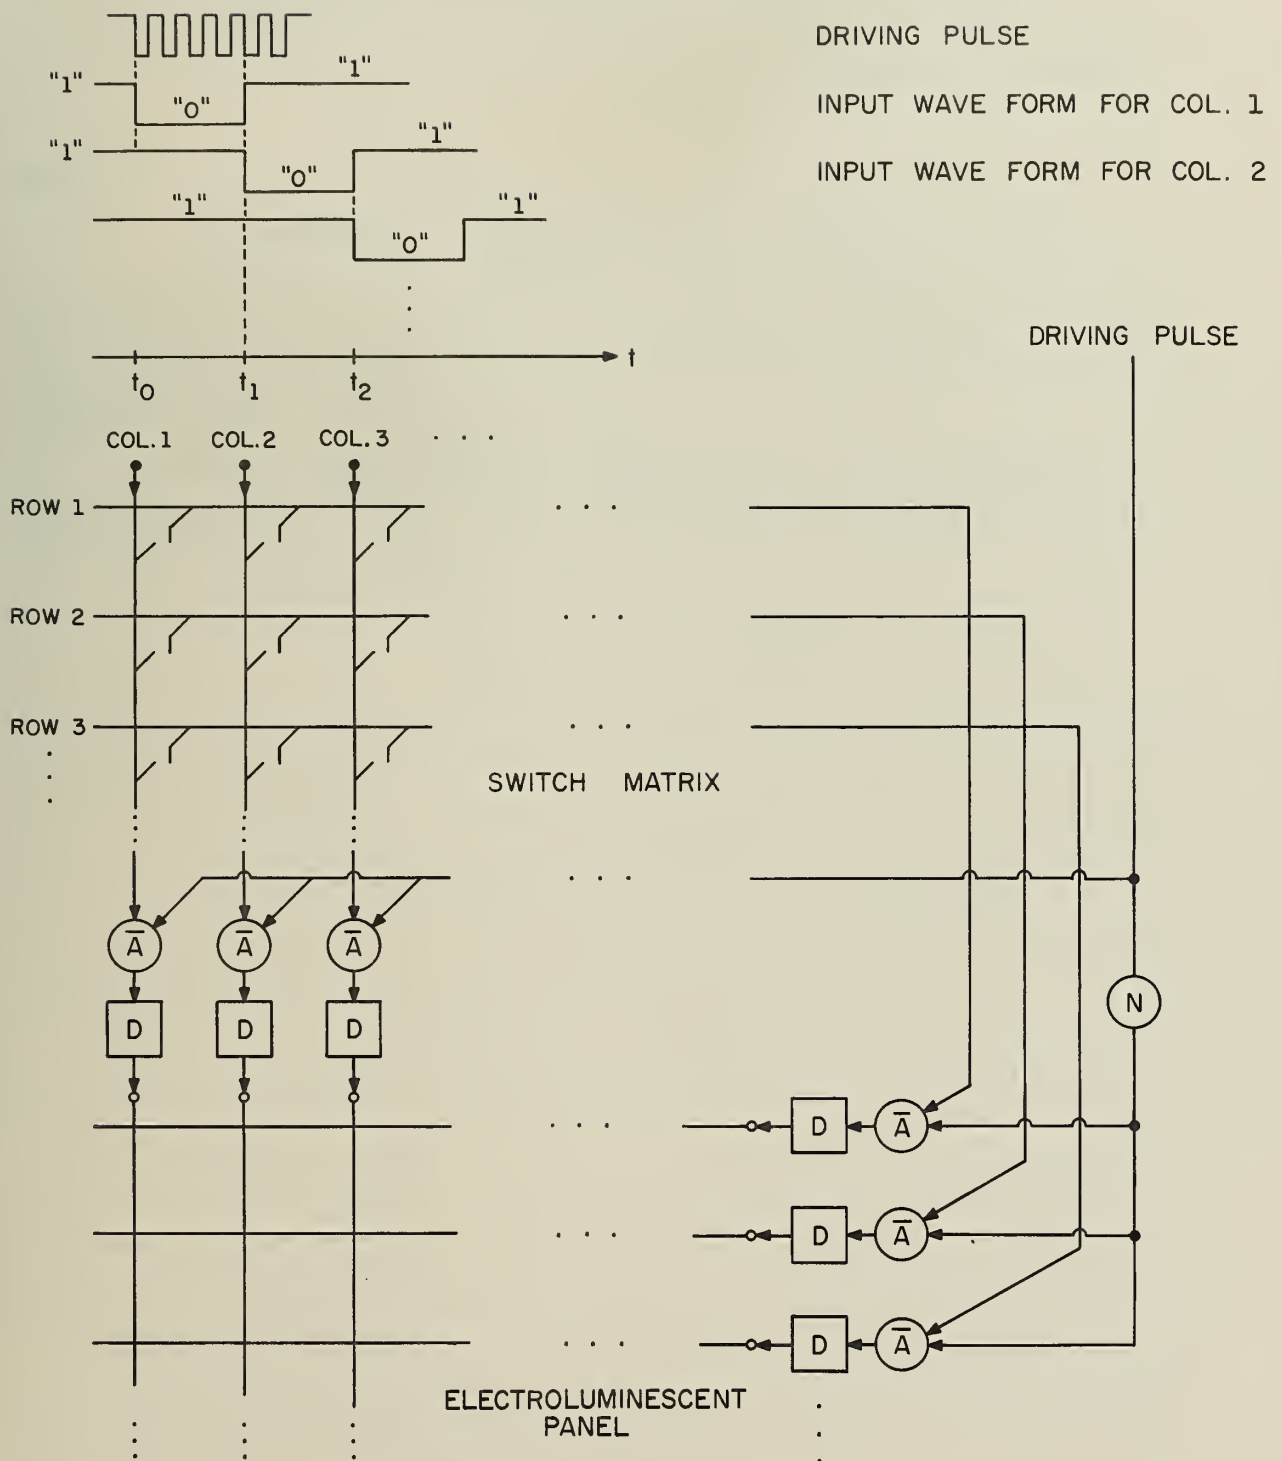 DRIVING PULSE
"1" "1"
"0"
INPUT WAVE FORM FOR COL. 1
"1" "1"
"0"
INPUT WAVE FORM FOR COL. 2
"1" "1"
"0"
t
t0 t1 t2
DRIVING PULSE
COL. 1 COL. 2 COL. 3 . . .
ROW 1 . . .
ROW 2 . . .
ROW 3 . . .
SWITCH MATRIX
. . .
A̅ A̅ A̅
N
D D D
. . . D A̅
. . . D A̅
. . . D A̅
ELECTROLUMINESCENT
PANEL